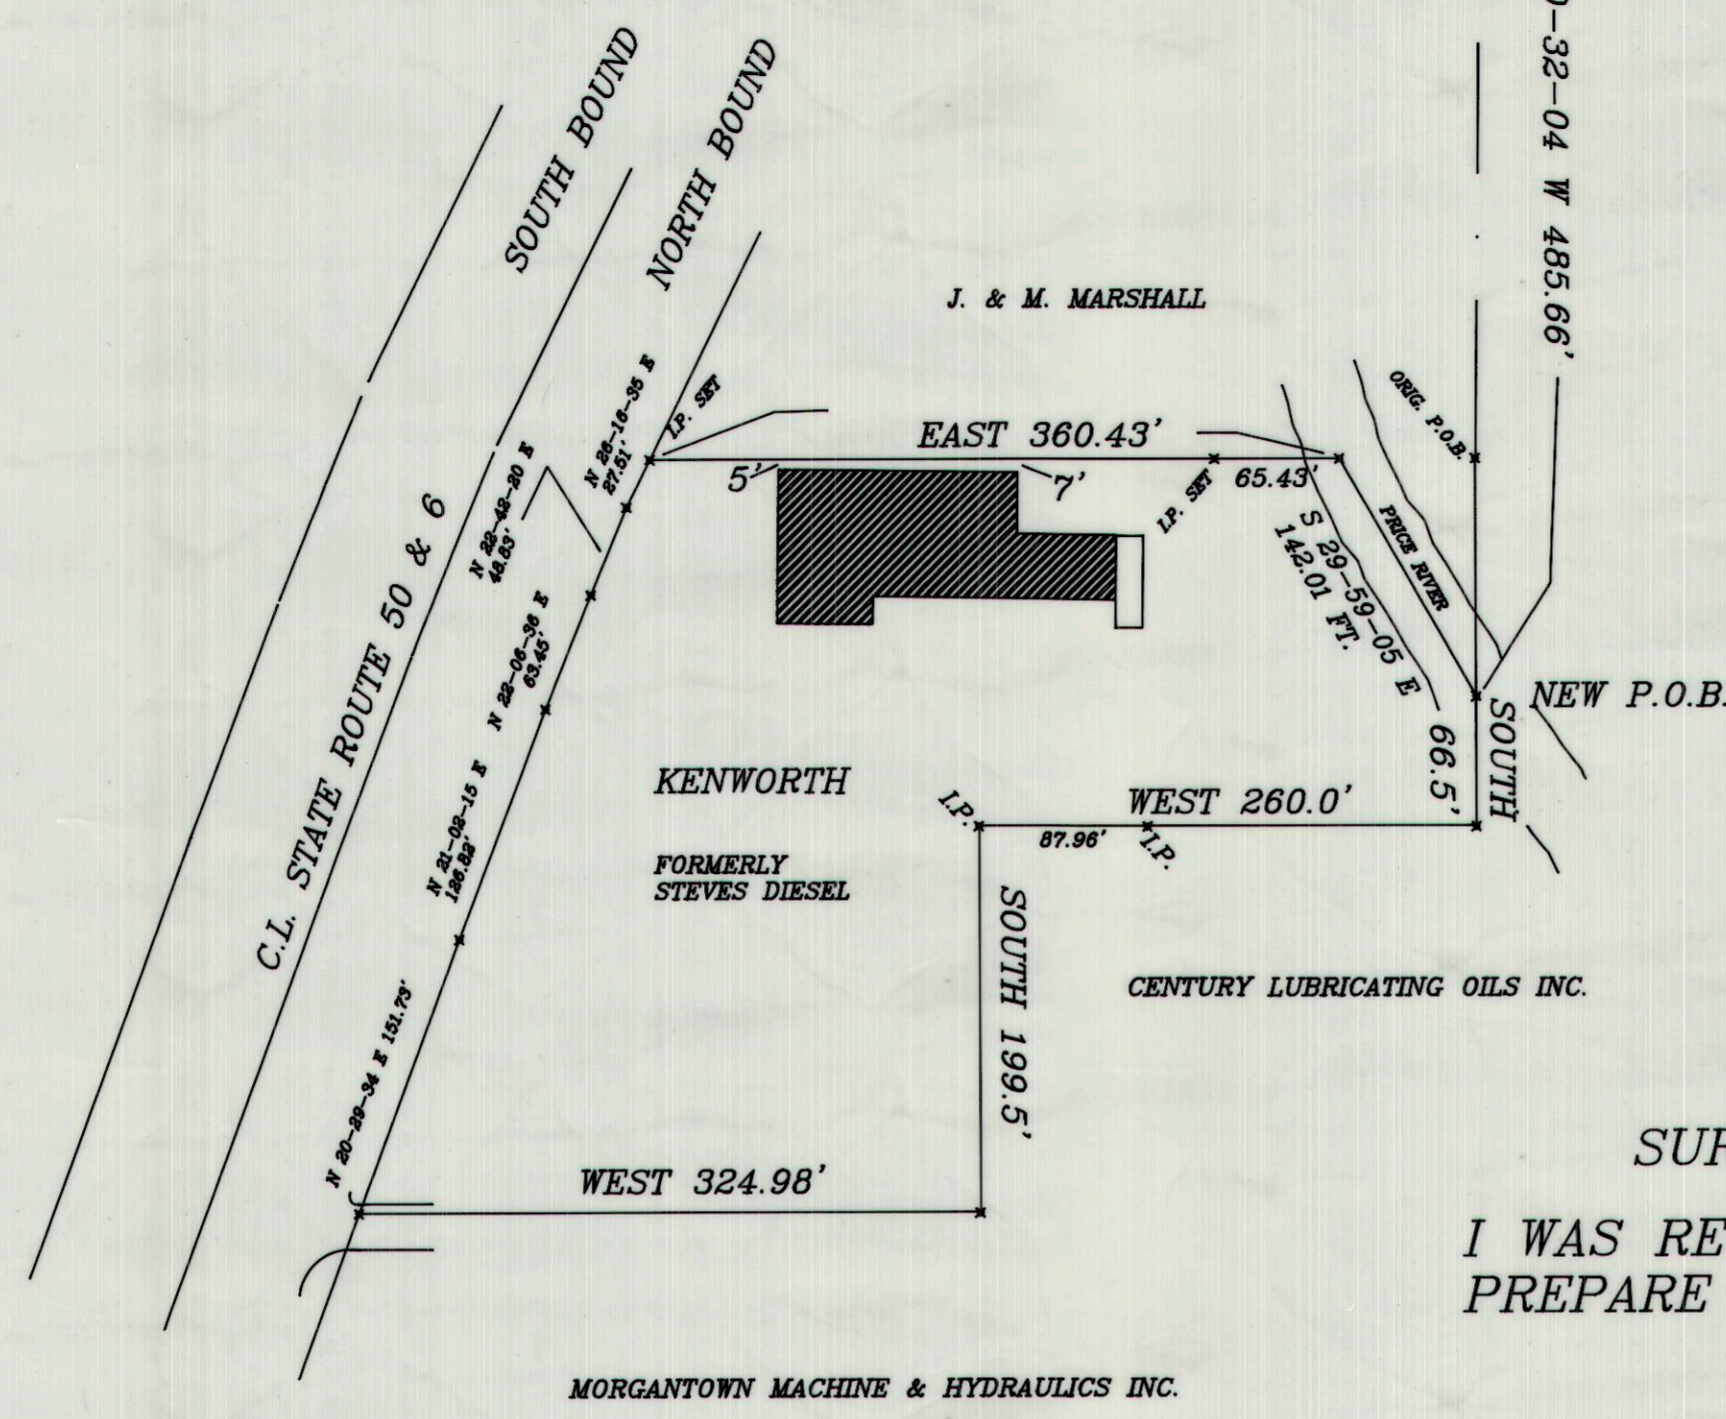 SOUTH BOUND
NORTH BOUND
-32-04 W 485.66'
J. & M. MARSHALL
N 26-16-35 E
27.51'
I.P. SET
ORIG. P.O.B.
EAST 360.43'
5'
7'
I.P. SET
65.43'
N 22-42-20 E
48.83'
PRICE RIVER
S 29-59-05 E
142.01 FT.
C.L. STATE ROUTE 50 & 6
N 22-06-36 E
63.45'
NEW P.O.B.
SOUTH
66.5'
KENWORTH
I.P.
WEST 260.0'
87.96'
I.P.
N 21-02-15 E
126.82'
FORMERLY
STEVES DIESEL
SOUTH 199.5'
CENTURY LUBRICATING OILS INC.
N 20-29-34 E 151.73'
WEST 324.98'
I WAS
PREPARE
MORGANTOWN MACHINE & HYDRAULICS INC.